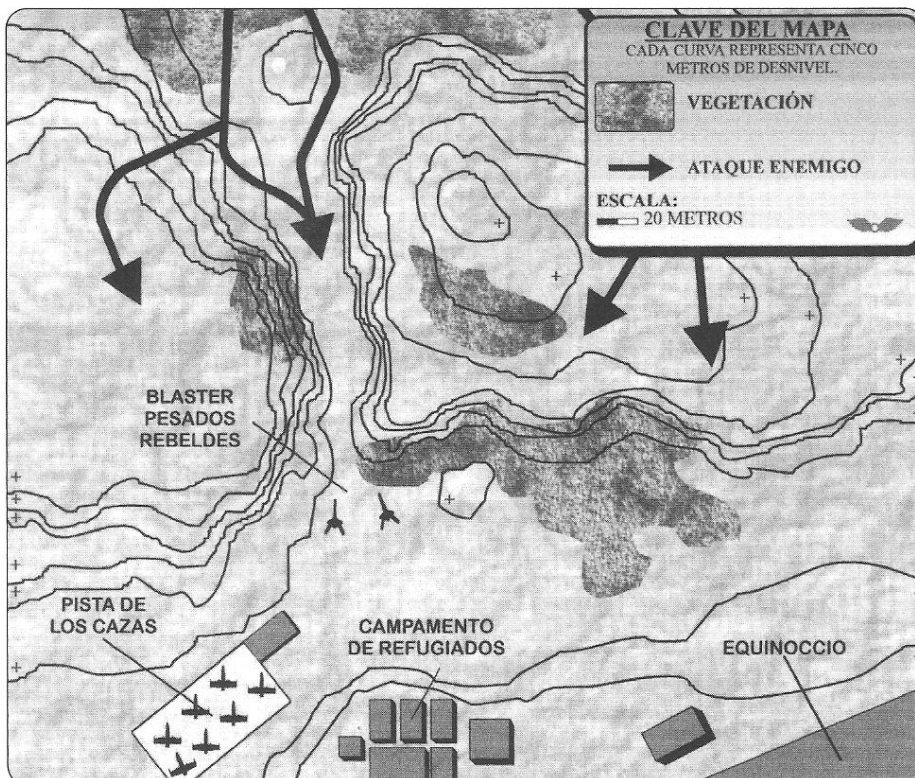 CLAVE DEL MAPA
CADA CURVA REPRESENTA CINCO
METROS DE DESNIVEL.
VEGETACIÓN
ATAQUE ENEMIGO
ESCALA:
20 METROS
BLASTER
PESADOS
REBELDES
PISTA DE
LOS CAZAS
CAMPAMENTO
DE REFUGIADOS
EQUINOCCIO